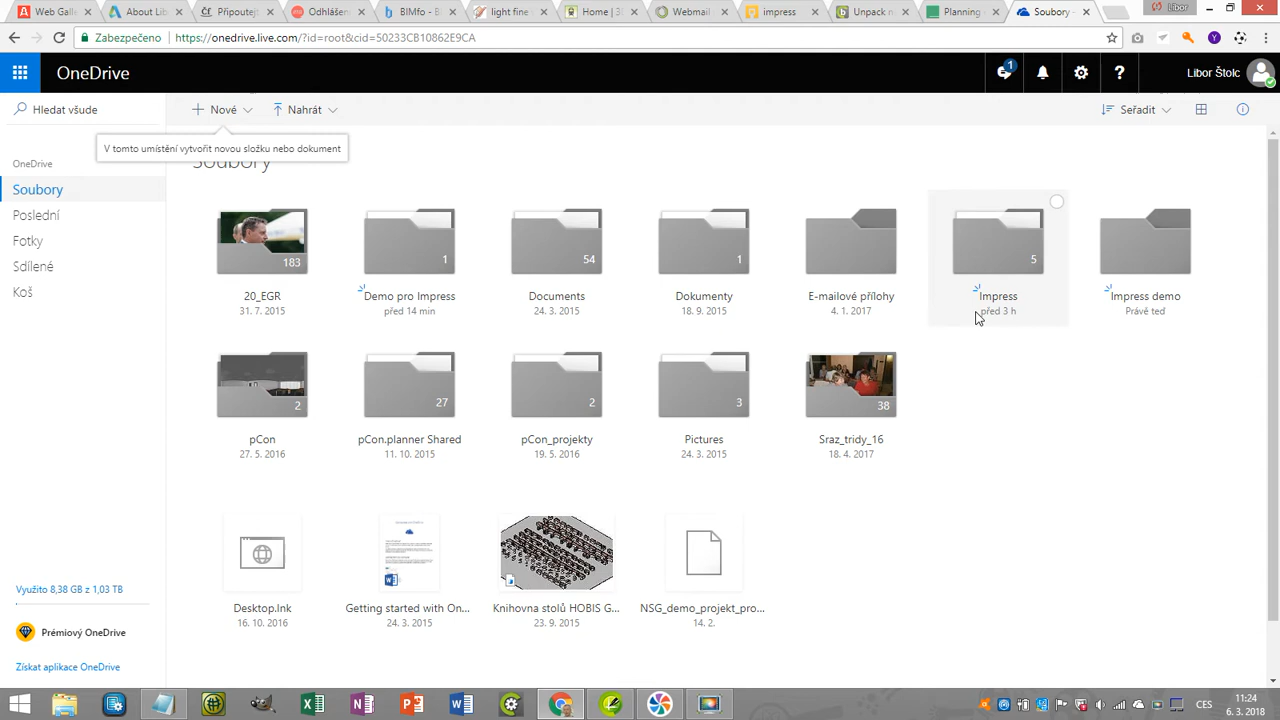 Web Galle
About Libo
Připoutejt
Odhlášení
BIMfo - b
light fine
Home | 3D
Webmail
impress
Unpack n
Planning
Soubory –
Libor
Zabezpečeno https://onedrive.live.com/?id=root&cid=50233CB10862E9CA
OneDrive
1
Libor Štolc
Hledat všude
Nové
Nahrát
Seřadit
V tomto umístění vytvořit novou složku nebo dokument
Soubory
OneDrive
Soubory
Poslední
Fotky
Sdílené
Koš
183
1
54
1
5
20_EGR
Demo pro Impress
Documents
Dokumenty
E-mailové přílohy
Impress
Impress demo
31. 7. 2015
před 14 min
24. 3. 2015
18. 9. 2015
4. 1. 2017
před 3 h
Právě teď
2
27
2
3
38
pCon
pCon.planner Shared
pCon_projekty
Pictures
Sraz_tridy_16
27. 5. 2016
11. 10. 2015
19. 5. 2016
24. 3. 2015
18. 4. 2017
Desktop.lnk
Getting started with On...
Knihovna stolů HOBIS G...
NSG_demo_projekt_pro...
16. 10. 2016
24. 3. 2015
23. 9. 2015
14. 2.
Využito 8,38 GB z 1,03 TB
Prémiový OneDrive
Získat aplikace OneDrive
CES
11:24
6. 3. 2018